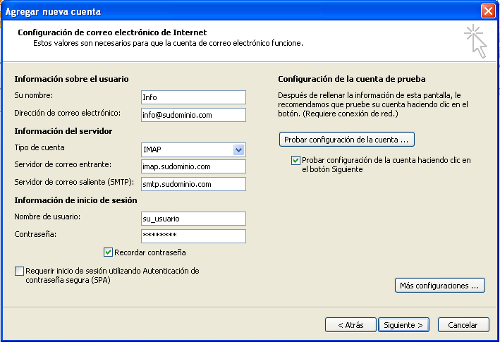 Agregar nueva cuenta
Configuración de correo electrónico de Internet
Estos valores son necesarios para que la cuenta de correo electrónico funcione.
Información sobre el usuario
Su nombre:
Info
Dirección de correo electrónico:
info@sudominio.com
Información del servidor
Tipo de cuenta
IMAP
Servidor de correo entrante:
imap.sudominio.com
Servidor de correo saliente (SMTP):
smtp.sudominio.com
Información de inicio de sesión
Nombre de usuario:
su_usuario
Contraseña:
********
Recordar contraseña
Requerir inicio de sesión utilizando Autenticación de
contraseña segura (SPA)
Configuración de la cuenta de prueba
Después de rellenar la información de esta pantalla, le
recomendamos que pruebe su cuenta haciendo clic en el
botón. (Requiere conexión de red.)
Probar configuración de la cuenta ...
Probar configuración de la cuenta haciendo clic en
el botón Siguiente
Más configuraciones ...
< Atrás
Siguiente >
Cancelar